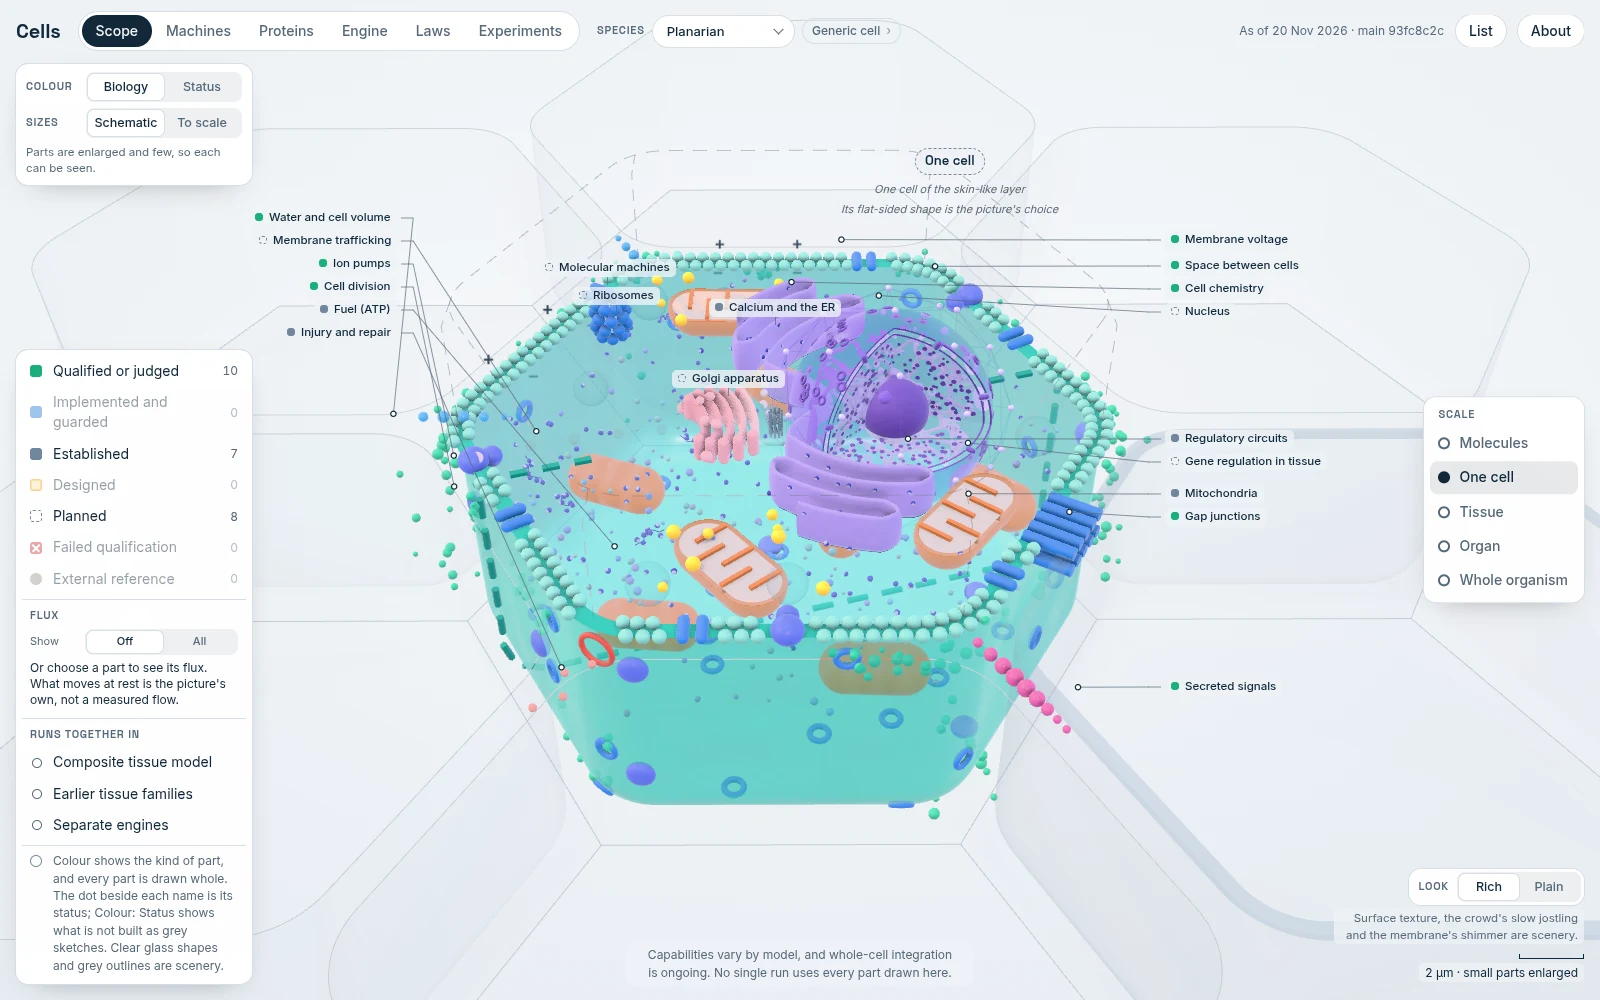 Cells
Scope
Machines
Proteins
Engine
Laws
Experiments
SPECIES
Planarian
Generic cell ›
As of 20 Nov 2026 · main 93fc8c2c
List
About
COLOUR
Biology
Status
SIZES
Schematic
To scale
Parts are enlarged and few, so each
can be seen.
One cell
One cell of the skin-like layer
Its flat-sided shape is the picture's choice
Water and cell volume
Membrane trafficking
Ion pumps
Cell division
Fuel (ATP)
Injury and repair
Molecular machines
Ribosomes
Calcium and the ER
Golgi apparatus
Membrane voltage
Space between cells
Cell chemistry
Nucleus
Regulatory circuits
Gene regulation in tissue
Mitochondria
Gap junctions
Secreted signals
Qualified or judged 10
Implemented and
guarded 0
Established 7
Designed 0
Planned 8
Failed qualification 0
External reference 0
FLUX
Show
Off
All
Or choose a part to see its flux.
What moves at rest is the picture's
own, not a measured flow.
RUNS TOGETHER IN
Composite tissue model
Earlier tissue families
Separate engines
Colour shows the kind of part,
and every part is drawn whole.
The dot beside each name is its
status; Colour: Status shows
what is not built as grey
sketches. Clear glass shapes
and grey outlines are scenery.
SCALE
Molecules
One cell
Tissue
Organ
Whole organism
LOOK
Rich
Plain
Surface texture, the crowd's slow jostling
and the membrane's shimmer are scenery.
2 µm · small parts enlarged
Capabilities vary by model, and whole-cell integration
is ongoing. No single run uses every part drawn here.